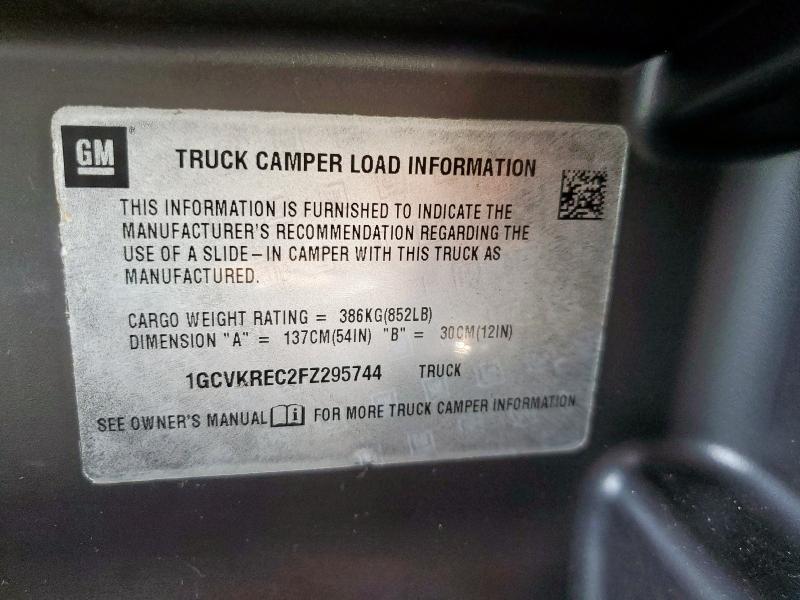 GM
TRUCK CAMPER LOAD INFORMATION
THIS INFORMATION IS FURNISHED TO INDICATE THE
MANUFACTURER'S RECOMMENDATION REGARDING THE
USE OF A SLIDE–IN CAMPER WITH THIS TRUCK AS
MANUFACTURED.
CARGO WEIGHT RATING = 386KG(852LB)
DIMENSION "A" = 137CM(54IN) "B" = 30CM(12IN)
1GCVKREC2FZ295744 TRUCK
SEE OWNER'S MANUAL FOR MORE TRUCK CAMPER INFORMATION